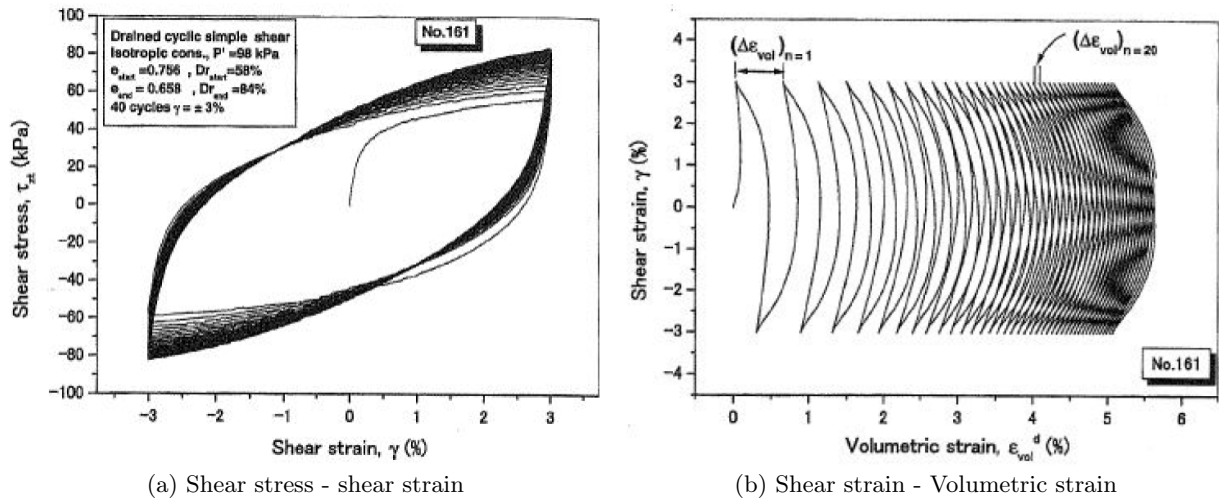 No.161
Drained cyclic simple shear
Isotropic cons., P' =98 kPa
e_start =0.756 , Dr_start=58%
e_end =0.658 , Dr_end=84%
40 cycles γ = ± 3%
100
80
60
40
20
0
−20
−40
−60
−80
−100
Shear stress, τ_zt (kPa)
−3 −2 −1 0 1 2 3
Shear strain, γ (%)
(a) Shear stress - shear strain
(Δε_vol)_n=1
(Δε_vol)_n=20
4
3
2
1
0
−1
−2
−3
−4
Shear strain, γ (%)
No.161
0 1 2 3 4 5 6
Volumetric strain, ε_vol^d (%)
(b) Shear strain - Volumetric strain